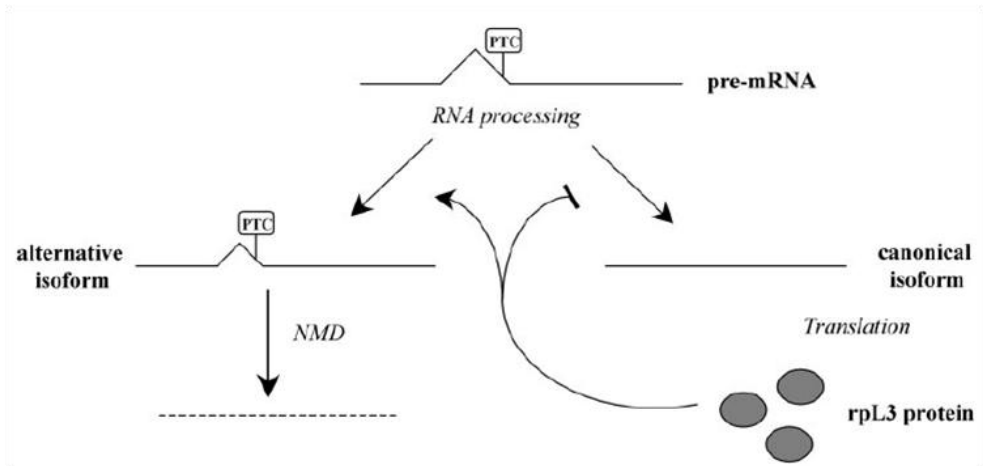 PTC
pre-mRNA
RNA processing
PTC
alternative
isoform
canonical
isoform
NMD
Translation
rpL3 protein